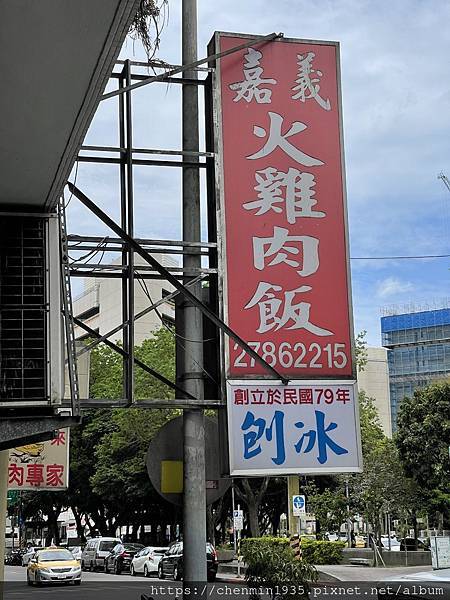 嘉義
火雞肉飯
27862215
創立於民國79年
刨冰
肉專家
https://chenmin1935.pixnet.net/album